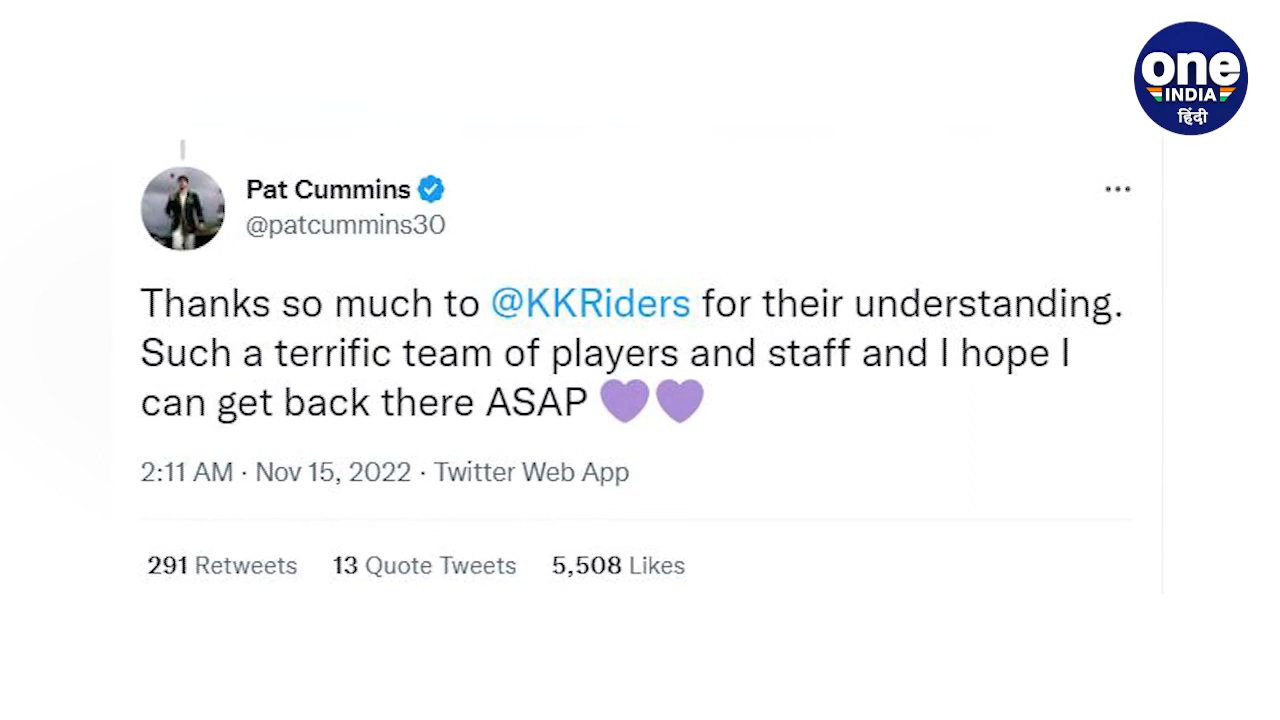 one
INDIA
हिंदी
Pat Cummins
@patcummins30
Thanks so much to @KKRiders for their understanding.
Such a terrific team of players and staff and I hope I
can get back there ASAP 💜💜
2:11 AM · Nov 15, 2022 · Twitter Web App
291 Retweets 13 Quote Tweets 5,508 Likes